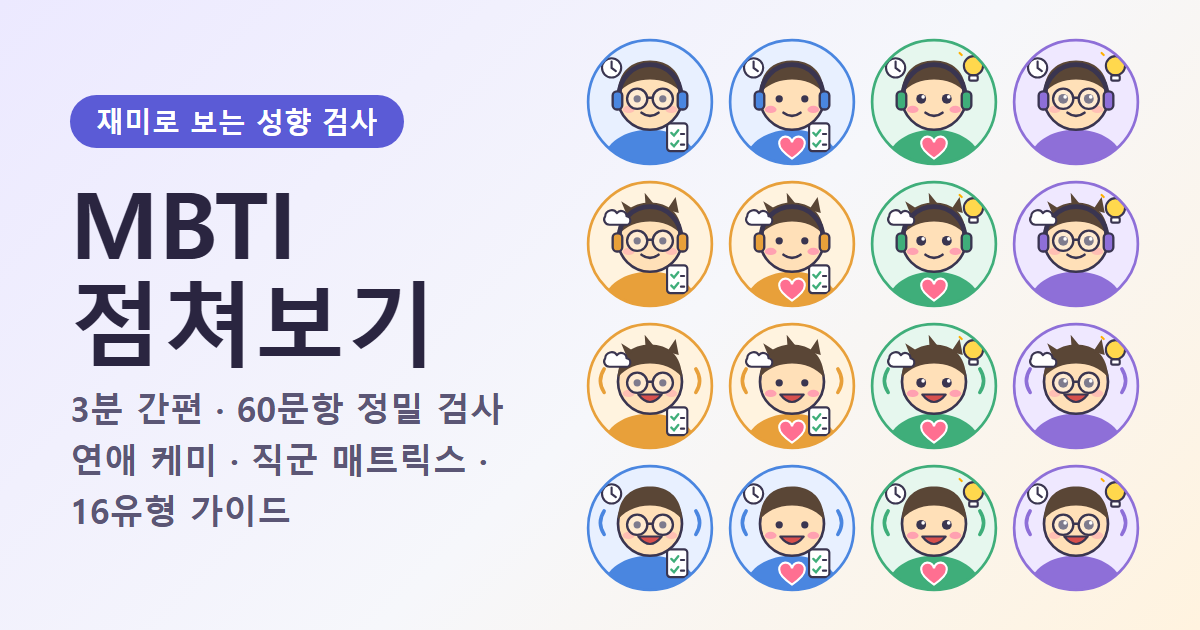 재미로 보는 성향 검사
MBTI
점쳐보기
3분 간편 · 60문항 정밀 검사
연애 케미 · 직군 매트릭스 ·
16유형 가이드